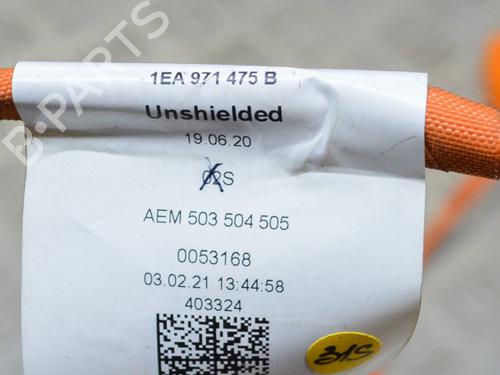 B-PARTS
1EA 971 475 B
Unshielded
19.06.20
02S
AEM 503 504 505
0053168
03.02.21 13:44:58
403324